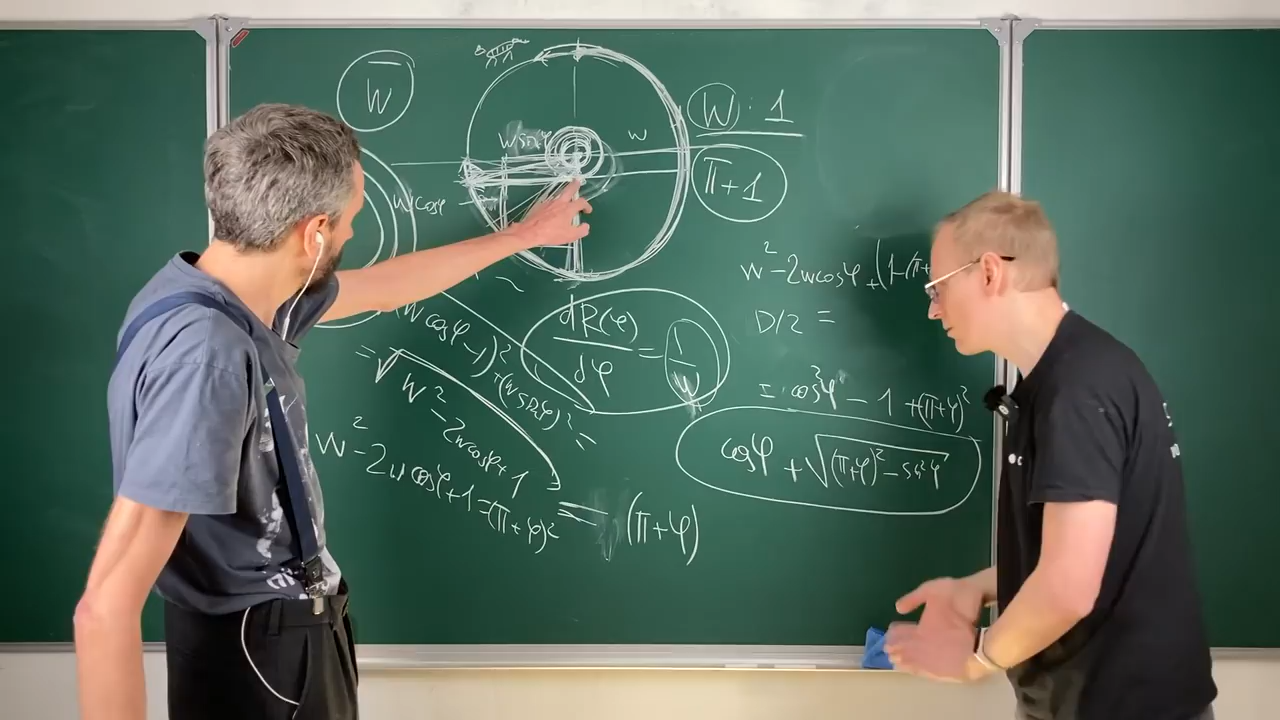 W
W : 1
π+1
w
w sin φ
w cos φ
w² - 2w cos φ + (1 - (π+
D/2 =
dR(φ)/dφ = 1/ψ
w cos φ - 1)² + (w sin φ)² =
= √w² - 2w cos φ + 1 = (π+φ)
w² - 2w cos φ + 1 = (π+φ)²
± cos²φ - 1 + (π+φ)²
cos φ + √(π+φ)² - sin²φ